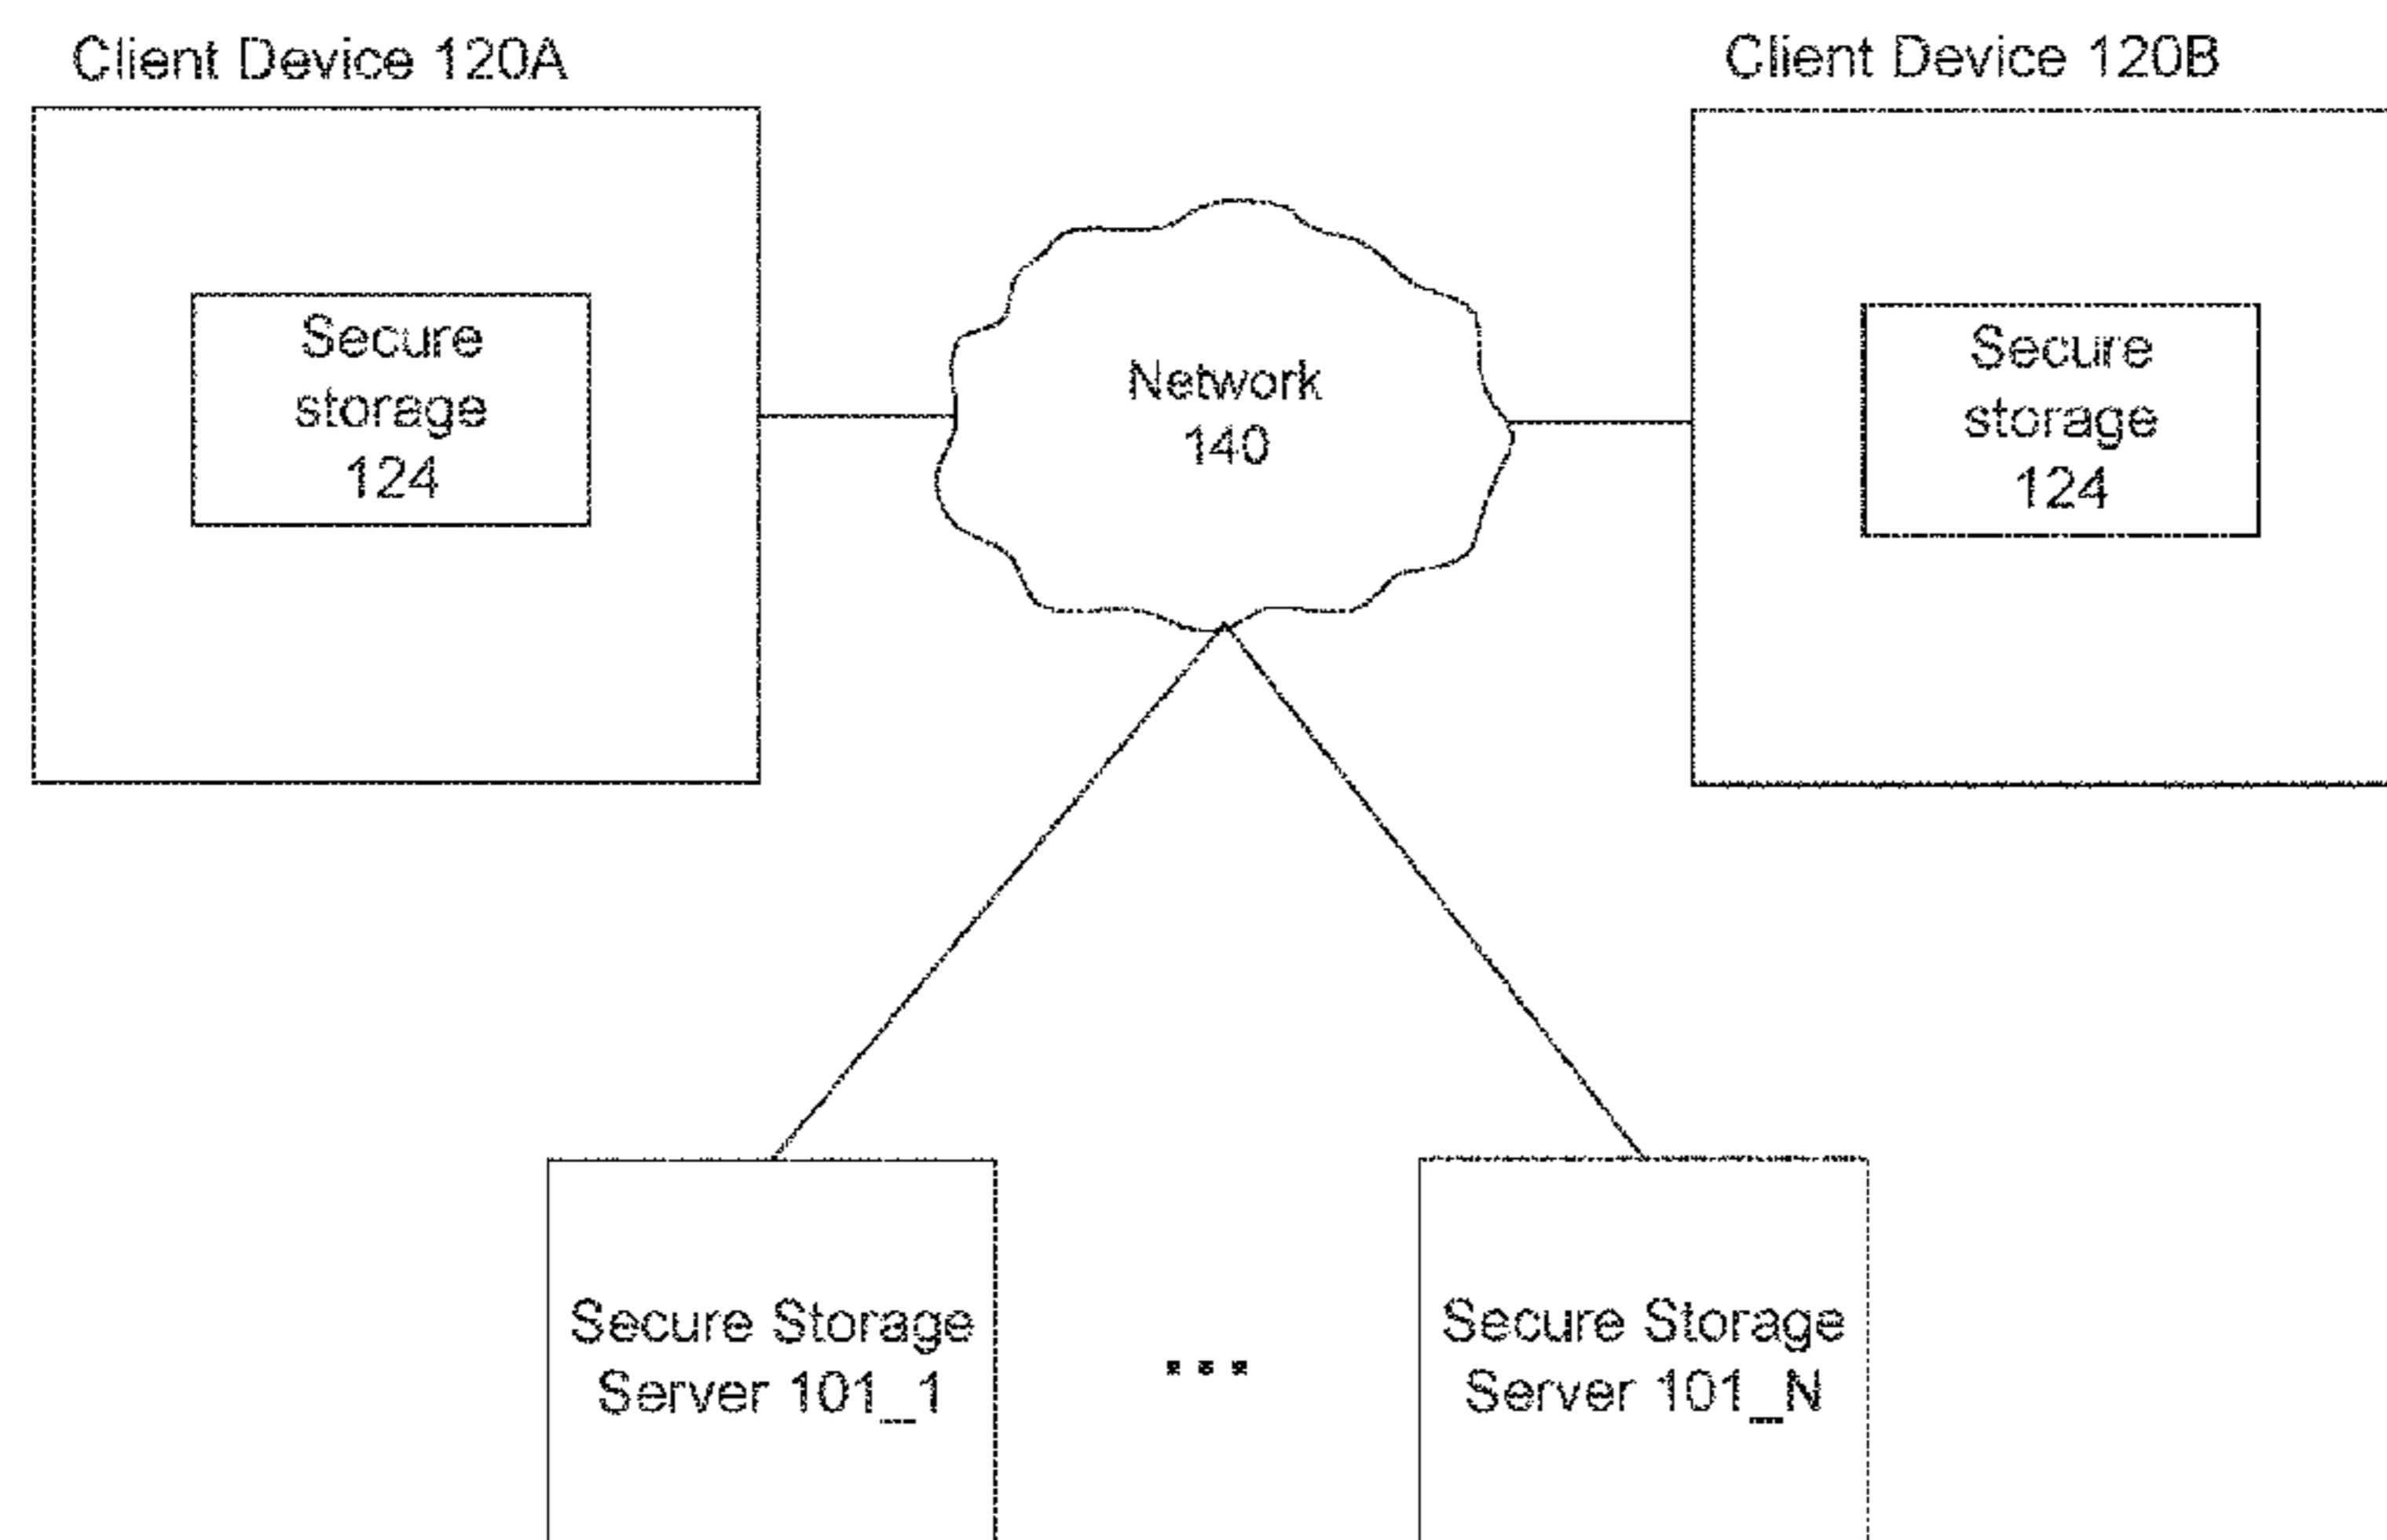 Client Device 120A
Client Device 120B
Secure
storage
124
Network
140
Secure
storage
124
Secure Storage
Server 101_1
...
Secure Storage
Server 101_N